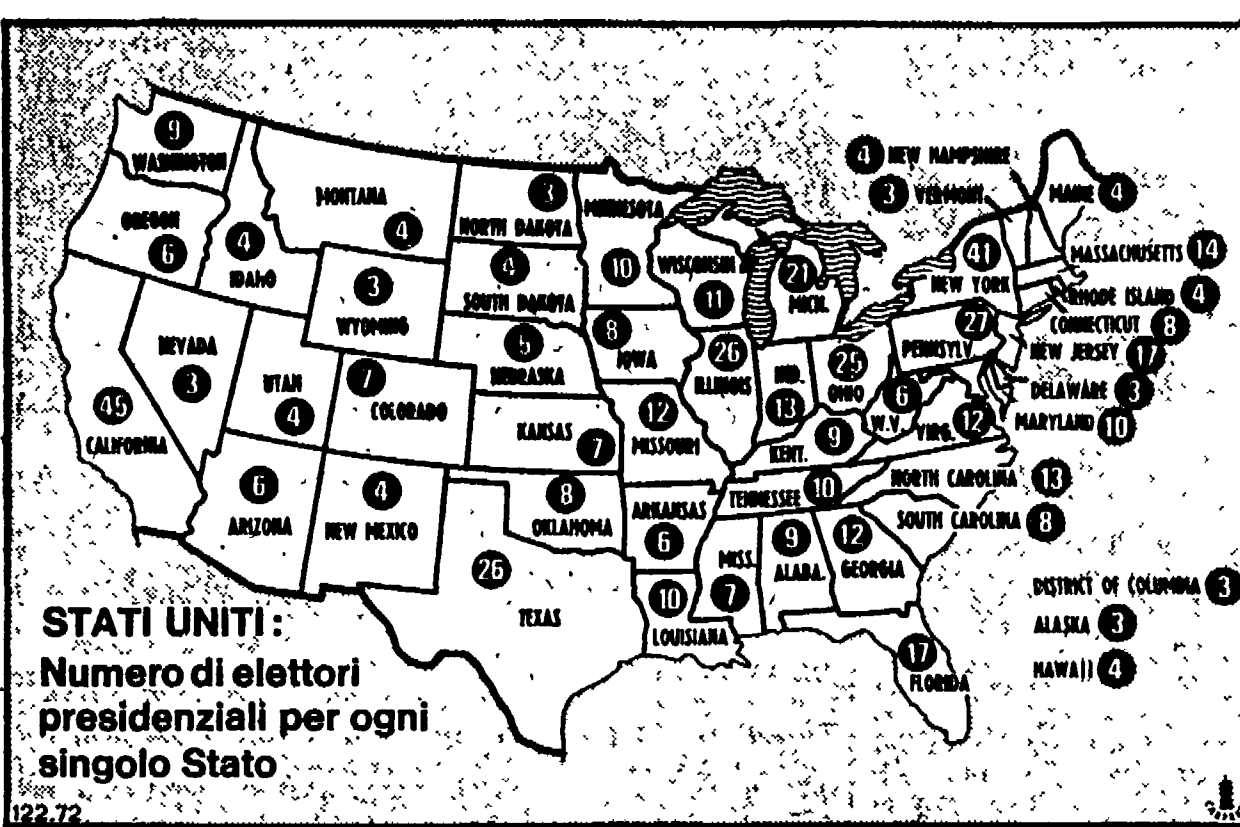 9
WASHINGTON
OREGON
6
4
IDAHO
MONTANA
4
3
WYOMING
NEVADA
3
45
CALIFORNIA
UTAH
4
7
COLORADO
6
ARIZONA
4
NEW MEXICO
3
NORTH DAKOTA
4
SOUTH DAKOTA
5
NEBRASKA
KANSAS
7
8
OKLAHOMA
26
TEXAS
MINNESOTA
10
8
IOWA
12
MISSOURI
ARKANSAS
6
10
LOUISIANA
WISCONSIN
11
26
ILLINOIS
21
MICH.
IND.
13
25
OHIO
9
KENT.
TENNESSEE 10
MISS.
7
9
ALABA.
12
GEORGIA
17
FLORIDA
4 NEW HAMPSHIRE
3 VERMONT
MAINE 4
41
NEW YORK
27
PENNSYLV.
6
W.V.
VIRG. 12
MASSACHUSETTS 14
RHODE ISLAND 4
CONNECTICUT 8
NEW JERSEY 17
DELAWARE 3
MARYLAND 10
NORTH CAROLINA 13
SOUTH CAROLINA 8
DISTRICT OF COLUMBIA 3
ALASKA 3
HAWAII 4
STATI UNITI:
Numero di elettori
presidenziali per ogni
singolo Stato
122.72